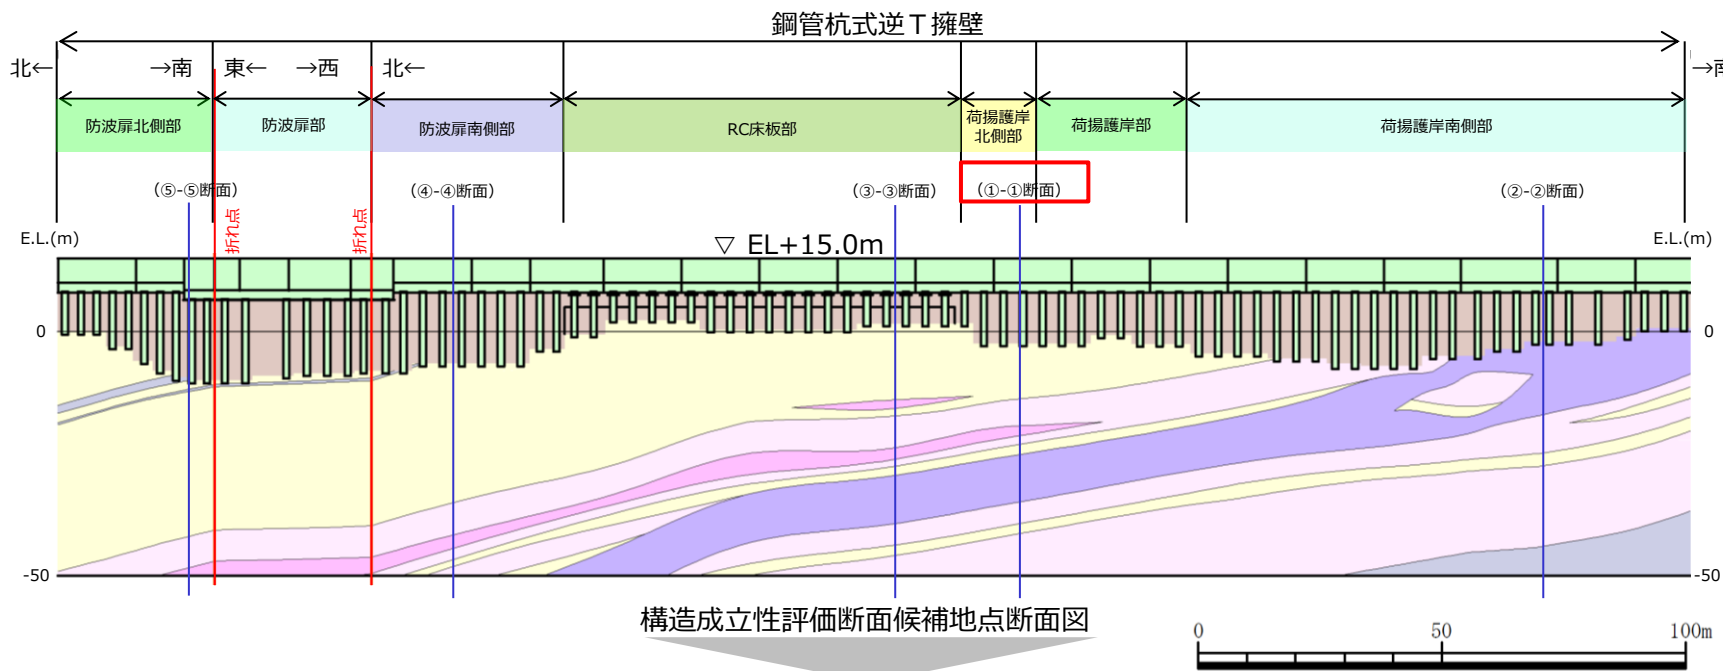 鋼管杭式逆T擁壁
北← →南 東← →西 北← →南
防波扉北側部 防波扉部 防波扉南側部 RC床板部 荷揚護岸
北側部 荷揚護岸部 荷揚護岸南側部
(⑤-⑤断面) (④-④断面) (③-③断面) (①-①断面) (②-②断面)
折れ点 折れ点
E.L.(m) ▽ EL+15.0m E.L.(m)
0 0
-50 -50
構造成立性評価断面候補地点断面図
0 50 100m